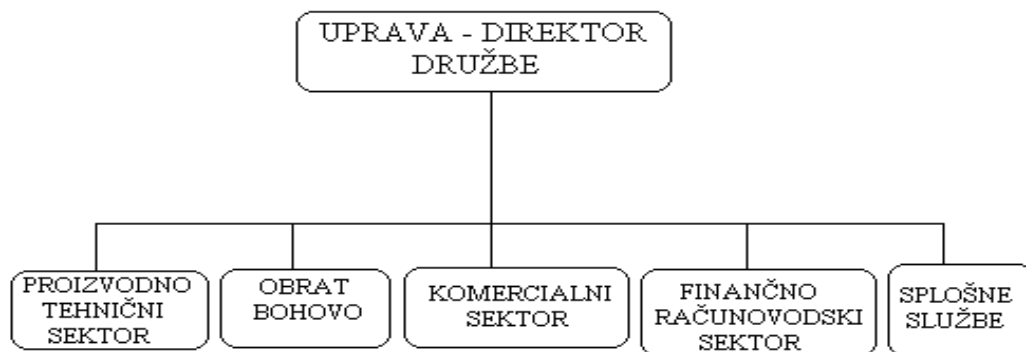 UPRAVA - DIREKTOR
DRUŽBE
PROIZVODNO
TEHNIČNI
SEKTOR
OBRAT
BOHOVO
KOMERCIALNI
SEKTOR
FINANČNO
RAČUNOVODSKI
SEKTOR
SPLOŠNE
SLUŽBE